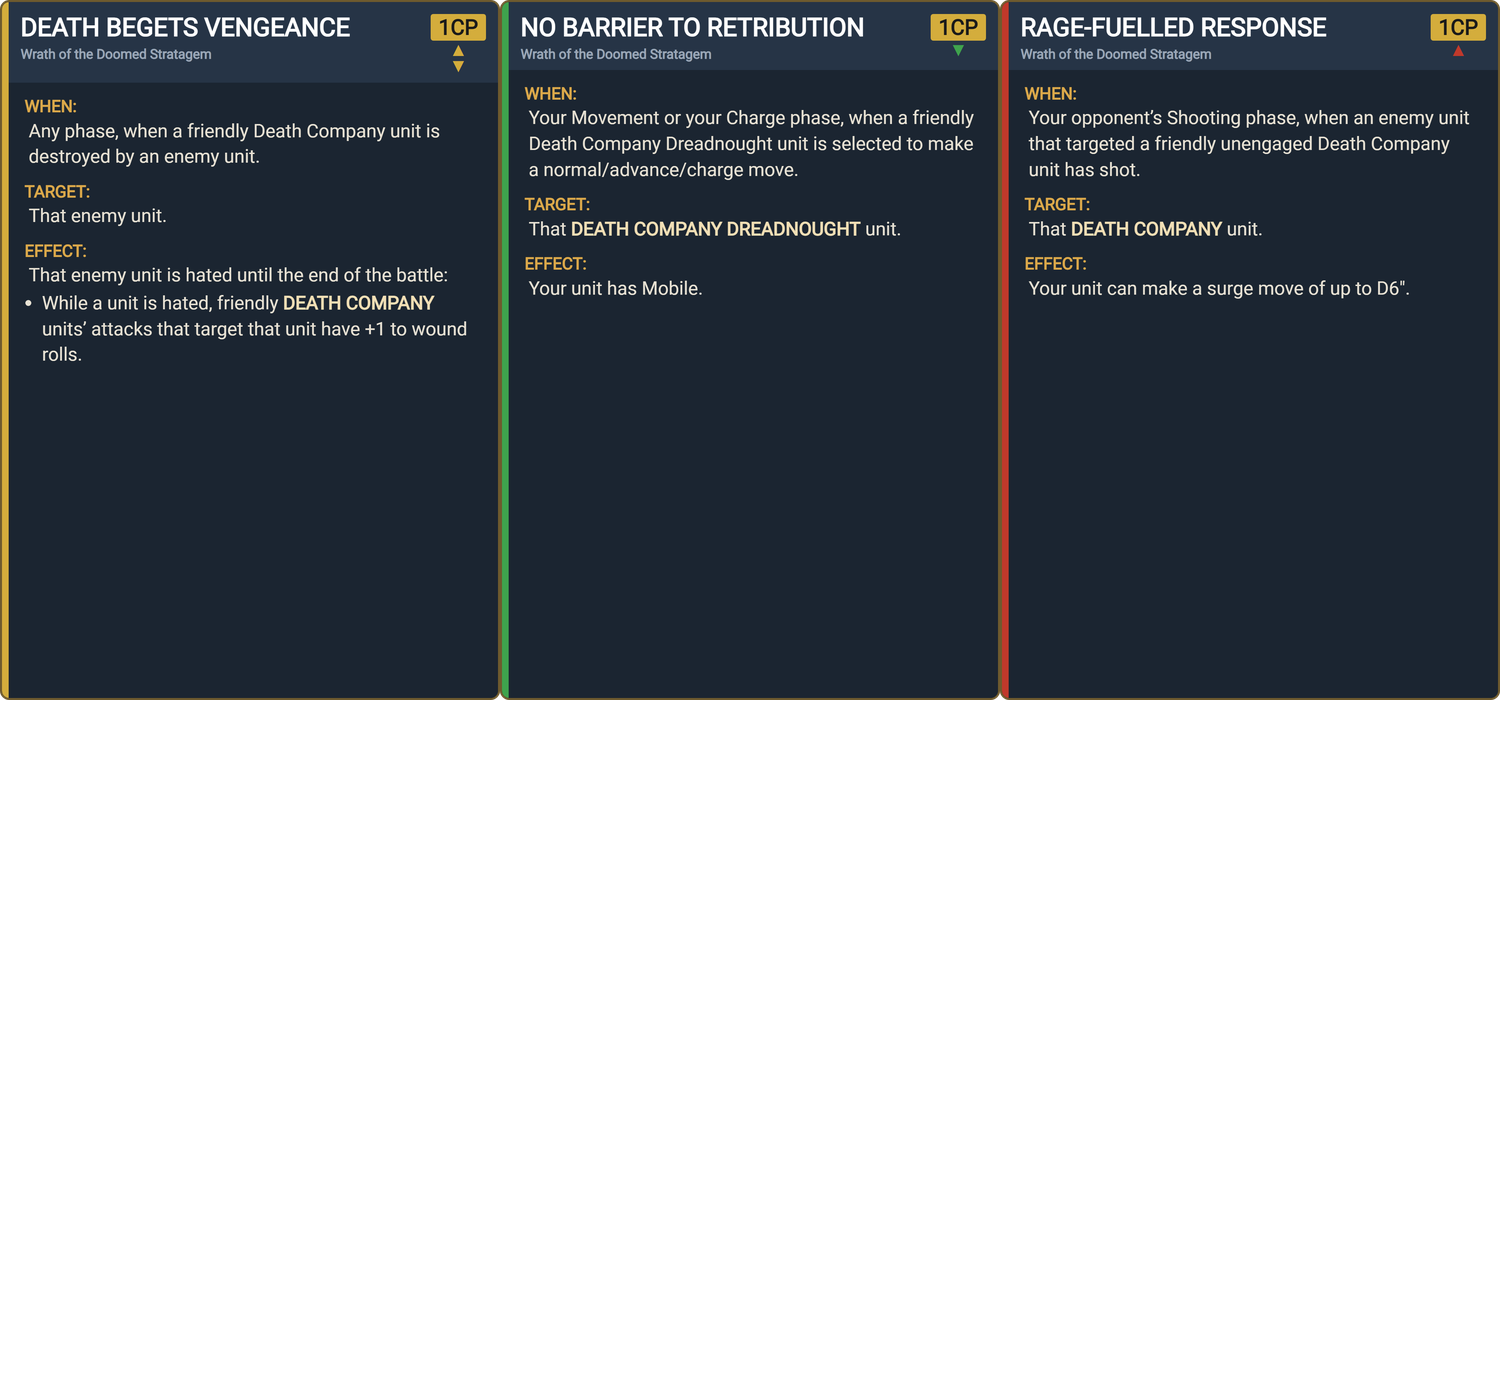 DEATH BEGETS VENGEANCE
1CP
Wrath of the Doomed Stratagem
WHEN:
Any phase, when a friendly Death Company unit is
destroyed by an enemy unit.
TARGET:
That enemy unit.
EFFECT:
That enemy unit is hated until the end of the battle:
• While a unit is hated, friendly DEATH COMPANY
units’ attacks that target that unit have +1 to wound
rolls.
NO BARRIER TO RETRIBUTION
1CP
Wrath of the Doomed Stratagem
WHEN:
Your Movement or your Charge phase, when a friendly
Death Company Dreadnought unit is selected to make
a normal/advance/charge move.
TARGET:
That DEATH COMPANY DREADNOUGHT unit.
EFFECT:
Your unit has Mobile.
RAGE-FUELLED RESPONSE
1CP
Wrath of the Doomed Stratagem
WHEN:
Your opponent’s Shooting phase, when an enemy unit
that targeted a friendly unengaged Death Company
unit has shot.
TARGET:
That DEATH COMPANY unit.
EFFECT:
Your unit can make a surge move of up to D6".